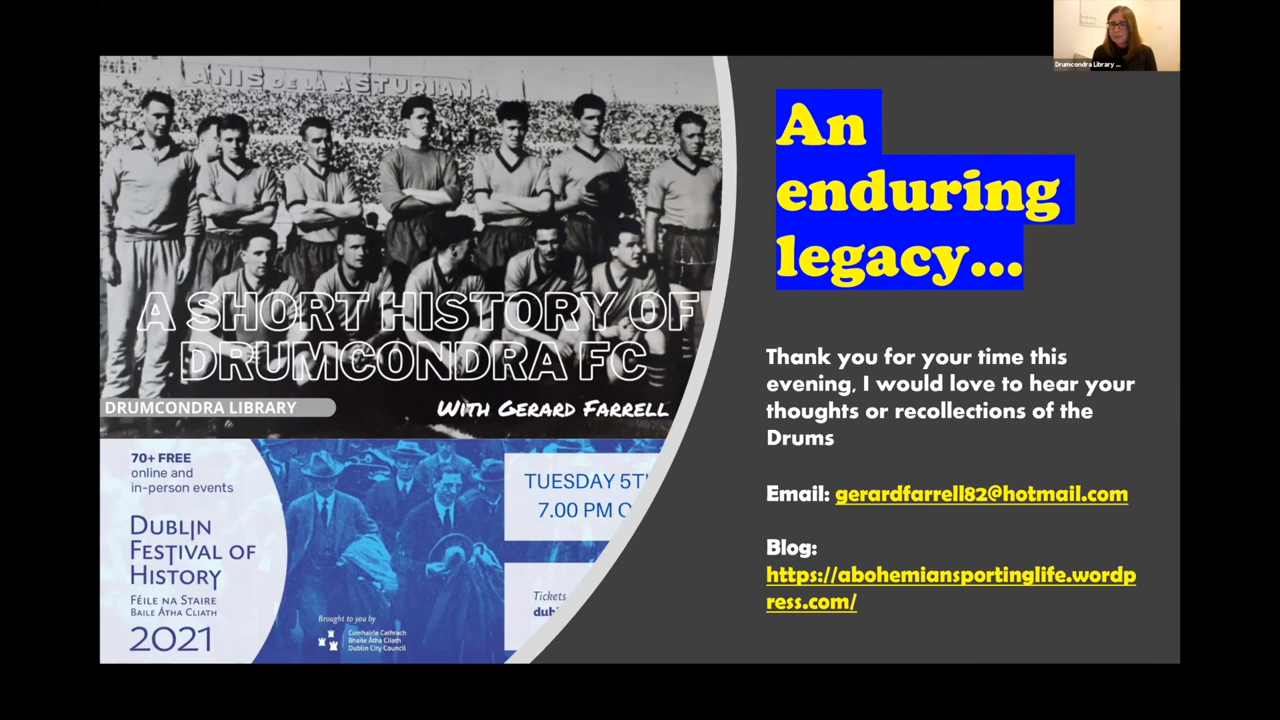 Drumcondra Library ...
ANIS DE LA ASTURIANA
A SHORT HISTORY OF
DRUMCONDRA FC
DRUMCONDRA LIBRARY
WITH GERARD FARRELL
70+ FREE
online and
in-person events
DUBLIN
FESTIVAL OF
HISTORY
FÉILE NA STAIRE
BAILE ÁTHA CLIATH
2021
Brought to you by
Comhairle Cathrach
Bhaile Átha Cliath
Dublin City Council
TUESDAY 5T
7.00 PM
Tickets
dubl
An
enduring
legacy...
Thank you for your time this
evening, I would love to hear your
thoughts or recollections of the
Drums
Email: gerardfarrell82@hotmail.com
Blog:
https://abohemiansportinglife.wordp
ress.com/